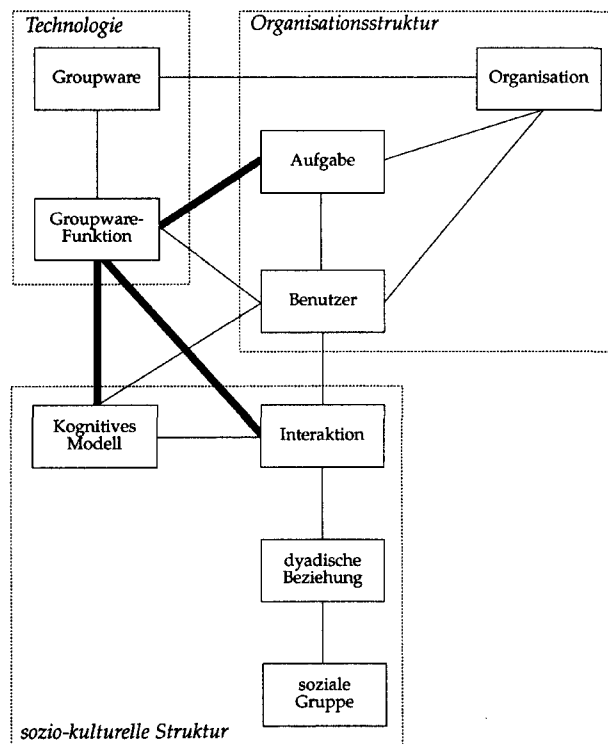 Technologie
Organisationsstruktur
Groupware
Organisation
Aufgabe
Groupware-
Funktion
Benutzer
Kognitives
Modell
Interaktion
dyadische
Beziehung
soziale
Gruppe
sozio-kulturelle Struktur